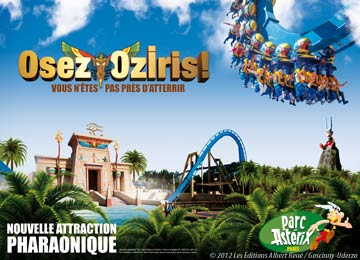 Osez Oziris!
VOUS N'ÊTES PAS PRÈS D'ATTERRIR
NOUVELLE ATTRACTION
PHARAONIQUE
Parc
Astérix
PARIS
© 2012 Les Éditions Albert René / Goscinny-Uderzo